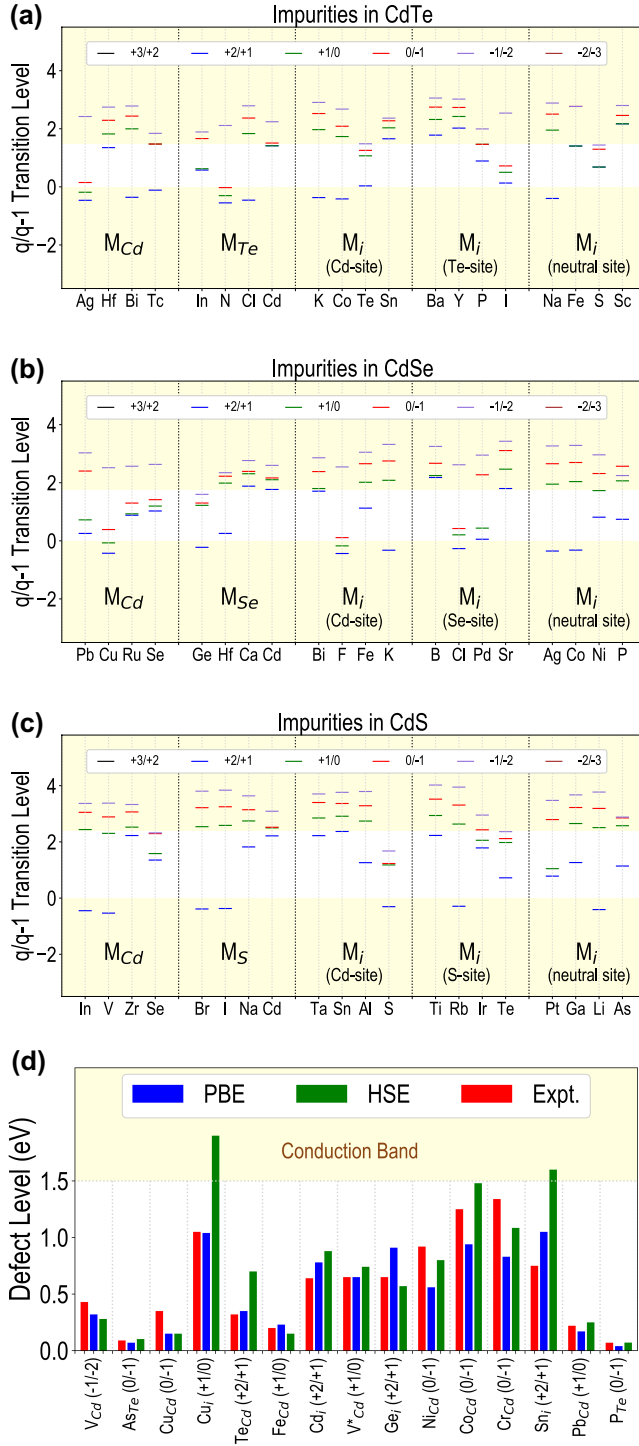 (a)
Impurities in CdTe
+3/+2 +2/+1 +1/0 0/-1 -1/-2 -2/-3
q/q-1 Transition Level
4
2
0
−2
M_Cd M_Te M_i (Cd-site) M_i (Te-site) M_i (neutral site)
Ag Hf Bi Tc In N Cl Cd K Co Te Sn Ba Y P I Na Fe S Sc
(b)
Impurities in CdSe
+3/+2 +2/+1 +1/0 0/-1 -1/-2 -2/-3
q/q-1 Transition Level
4
2
0
−2
M_Cd M_Se M_i (Cd-site) M_i (Se-site) M_i (neutral site)
Pb Cu Ru Se Ge Hf Ca Cd Bi F Fe K B Cl Pd Sr Ag Co Ni P
(c)
Impurities in CdS
+3/+2 +2/+1 +1/0 0/-1 -1/-2 -2/-3
q/q-1 Transition Level
4
2
0
−2
M_Cd M_S M_i (Cd-site) M_i (S-site) M_i (neutral site)
In V Zr Se Br I Na Cd Ta Sn Al S Ti Rb Ir Te Pt Ga Li As
(d)
PBE HSE Expt.
Conduction Band
Defect Level (eV)
1.5
1.0
0.5
0.0
V_Cd (-1/-2)
As_Te (0/-1)
Cu_Cd (0/-1)
Cu_i (+1/0)
Te_Cd (+2/+1)
Fe_Cd (+1/0)
Cd_i (+2/+1)
V*_Cd (+1/0)
Ge_i (+2/+1)
Ni_Cd (0/-1)
Co_Cd (0/-1)
Cr_Cd (0/-1)
Sn_i (+2/+1)
Pb_Cd (+1/0)
P_Te (0/-1)